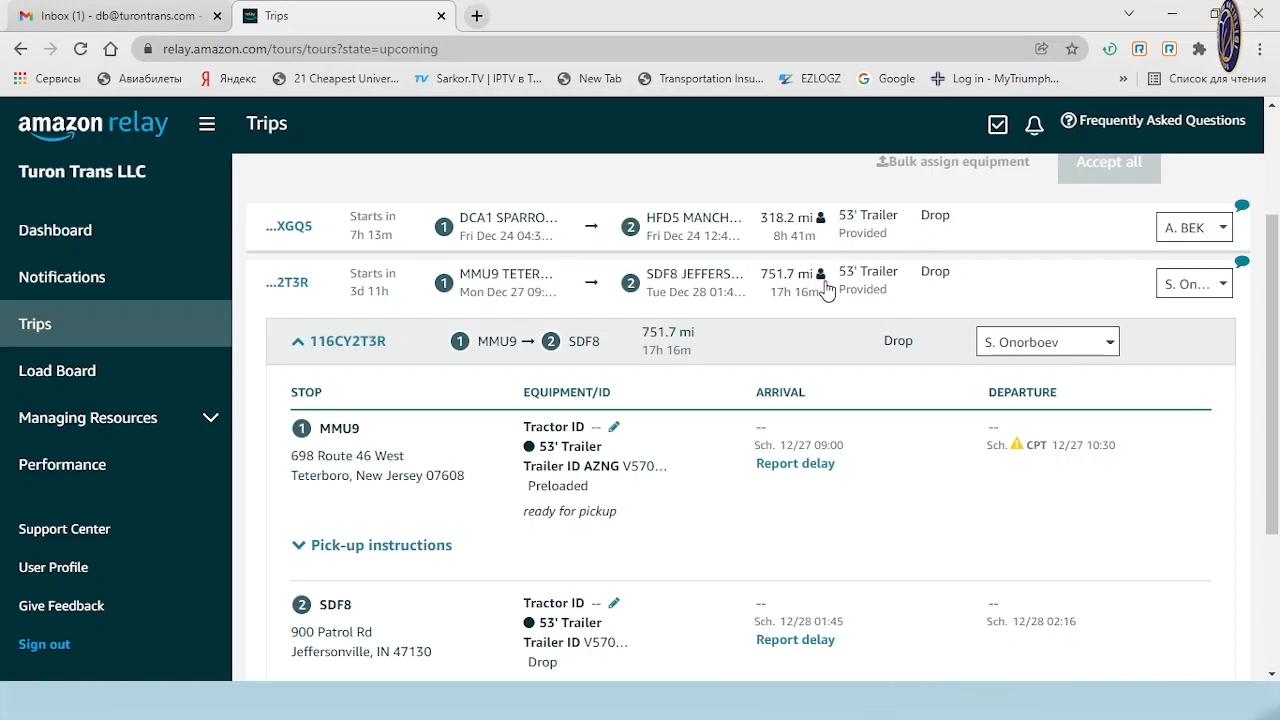 Inbox (1) - db@turontrans.com -
Trips
relay.amazon.com/tours/tours?state=upcoming
Сервисы
Авиабилеты
Яндекс
21 Cheapest Univer...
Sarkor.TV | IPTV в T...
New Tab
Transportation Insu...
EZLOGZ
Google
Log in - MyTriumph...
»
Список для чтения
amazon relay
Trips
Frequently Asked Questions
Turon Trans LLC
Bulk assign equipment
Accept all
Dashboard
Notifications
Trips
Load Board
Managing Resources
Performance
Support Center
User Profile
Give Feedback
Sign out
...XGQ5
Starts in
7h 13m
1 DCA1 SPARRO...
Fri Dec 24 04:3...
2 HFD5 MANCH...
Fri Dec 24 12:4...
318.2 mi
8h 41m
53' Trailer
Provided
Drop
A. BEK
...2T3R
Starts in
3d 11h
1 MMU9 TETER...
Mon Dec 27 09:...
2 SDF8 JEFFERS...
Tue Dec 28 01:4...
751.7 mi
17h 16m
53' Trailer
Provided
Drop
S. On...
116CY2T3R
1 MMU9 → 2 SDF8
751.7 mi
17h 16m
Drop
S. Onorboev
STOP
EQUIPMENT/ID
ARRIVAL
DEPARTURE
1 MMU9
698 Route 46 West
Teterboro, New Jersey 07608
Tractor ID --
53' Trailer
Trailer ID AZNG V570...
Preloaded
ready for pickup
--
Sch. 12/27 09:00
Report delay
--
Sch. CPT 12/27 10:30
Pick-up instructions
2 SDF8
900 Patrol Rd
Jeffersonville, IN 47130
Tractor ID --
53' Trailer
Trailer ID V570...
Drop
--
Sch. 12/28 01:45
Report delay
--
Sch. 12/28 02:16